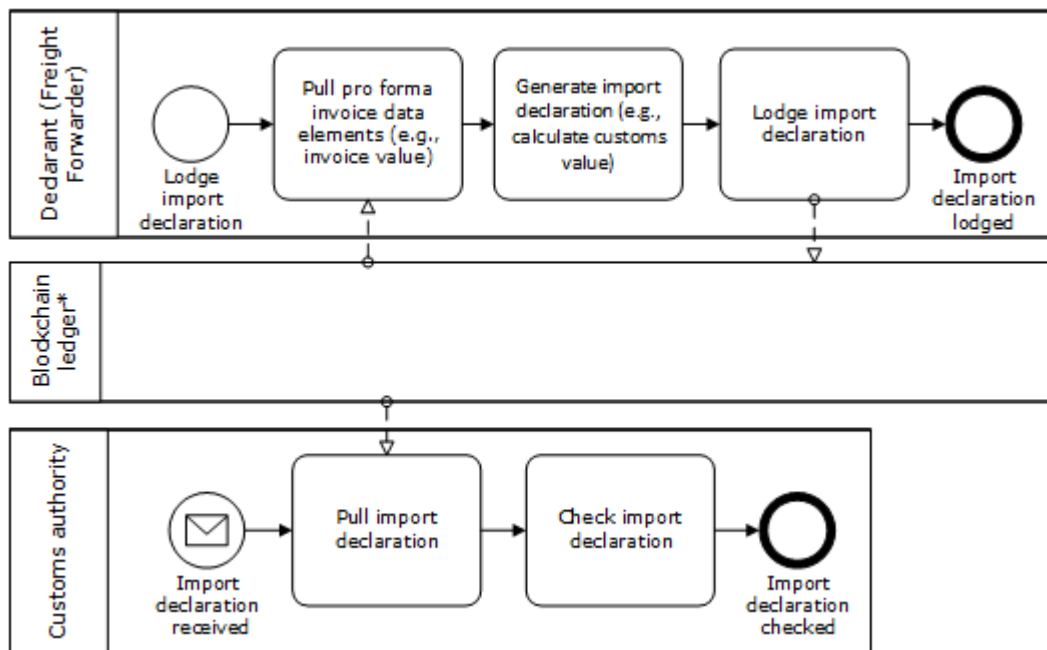 Declarant (Freight
Forwarder)
Lodge
import
declaration
Pull pro forma
invoice data
elements (e.g.,
invoice value)
Generate import
declaration (e.g.,
calculate customs
value)
Lodge import
declaration
Import
declaration
lodged
Blockchain
ledger*
Customs authority
Import
declaration
received
Pull import
declaration
Check import
declaration
Import
declaration
checked